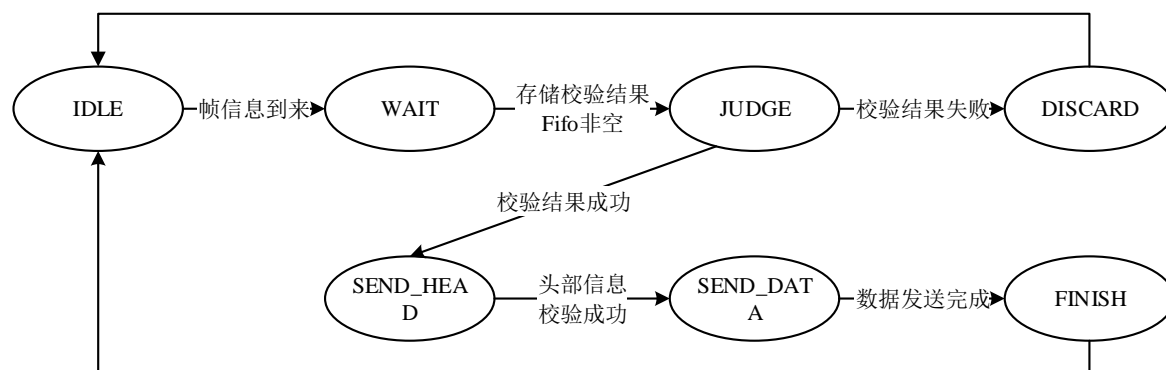 IDLE
帧信息到来
WAIT
存储校验结果
Fifo非空
JUDGE
校验结果失败
DISCARD
校验结果成功
SEND_HEA
D
头部信息
校验成功
SEND_DAT
A
数据发送完成
FINISH